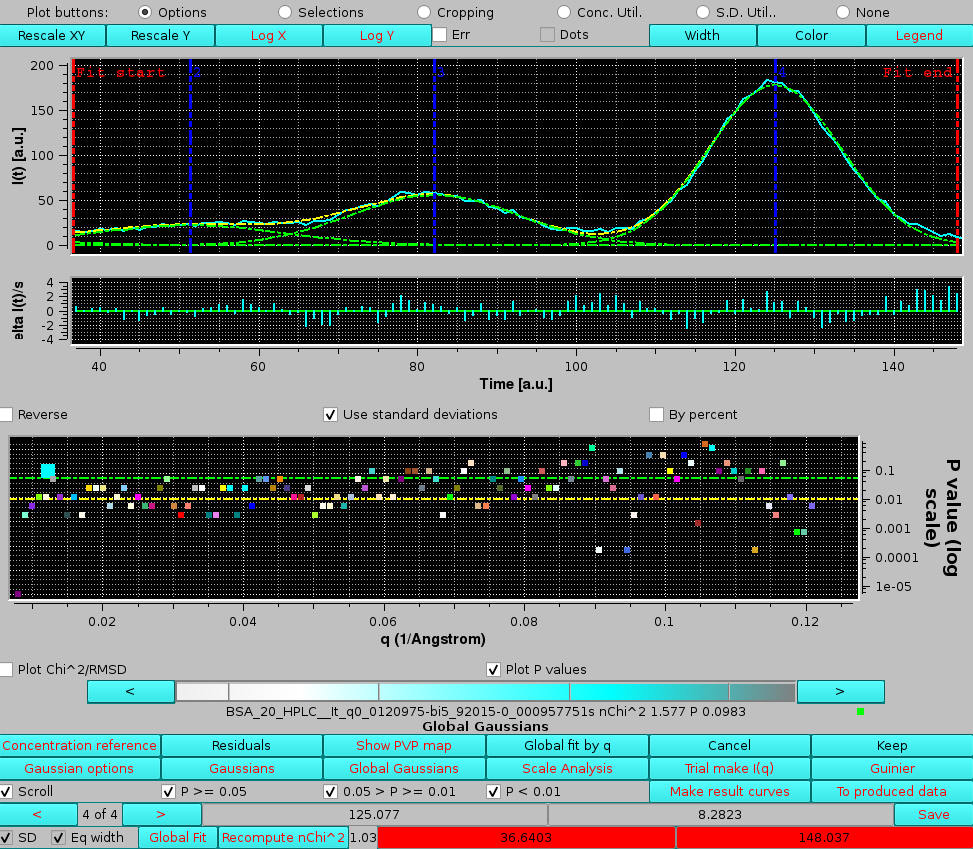 Plot buttons: Options Selections Cropping Conc. Util. S.D. Util.. None
Rescale XY Rescale Y Log X Log Y Err Dots Width Color Legend
200 150 100 50 0
I(t) [a.u.]
Fit start 2 3 4 Fit end
4 2 0 -2 -4
elta I(t)/s
40 60 80 100 120 140
Time [a.u.]
Reverse Use standard deviations By percent
0.1 0.01 0.001 0.0001 1e-05
P value (log
scale)
0.02 0.04 0.06 0.08 0.1 0.12
q (1/Angstrom)
Plot Chi^2/RMSD Plot P values
< >
BSA_20_HPLC__It_q0_0120975-bi5_92015-0_000957751s nChi^2 1.577 P 0.0983
Global Gaussians
Concentration reference Residuals Show PVP map Global fit by q Cancel Keep
Gaussian options Gaussians Global Gaussians Scale Analysis Trial make I(q) Guinier
Scroll P >= 0.05 0.05 > P >= 0.01 P < 0.01 Make result curves To produced data
< 4 of 4 > 125.077 8.2823 Save
SD Eq width Global Fit Recompute nChi^2 1.03 36.6403 148.037